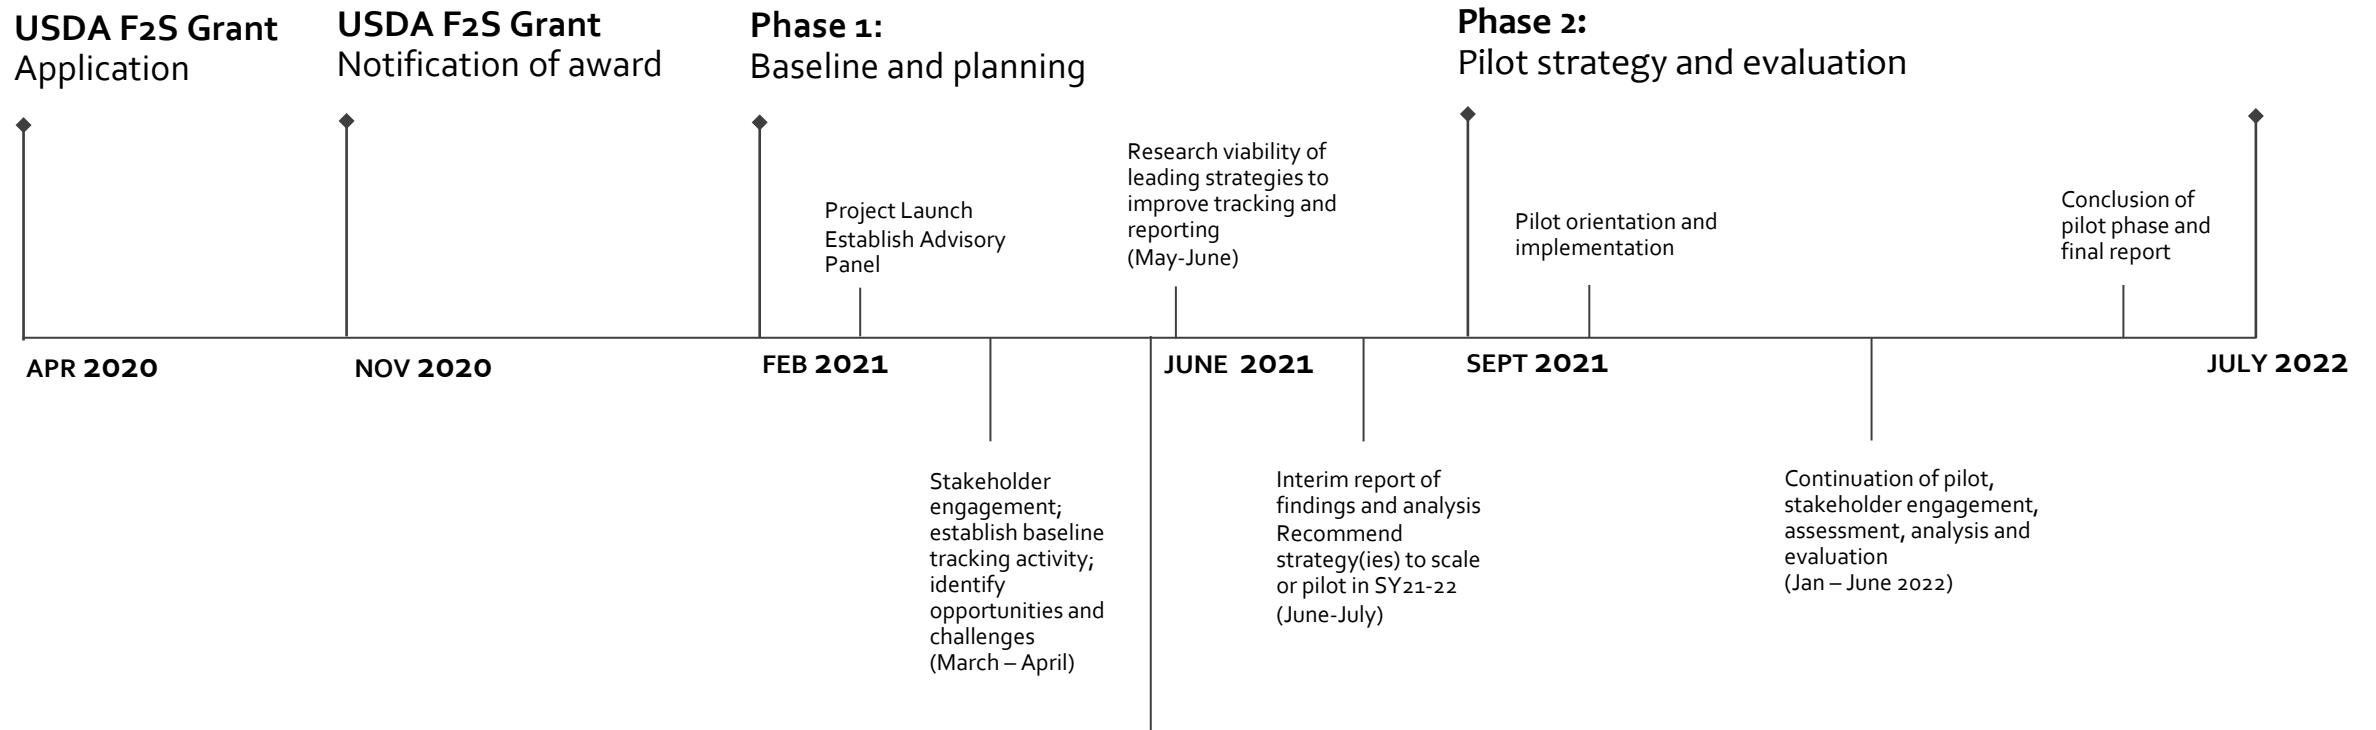 USDA F2S Grant
Application
USDA F2S Grant
Notification of award
Phase 1:
Baseline and planning
Phase 2:
Pilot strategy and evaluation
Project Launch
Establish Advisory
Panel
Research viability of
leading strategies to
improve tracking and
reporting
(May-June)
Pilot orientation and
implementation
Conclusion of
pilot phase and
final report
APR 2020
NOV 2020
FEB 2021
JUNE 2021
SEPT 2021
JULY 2022
Stakeholder
engagement;
establish baseline
tracking activity;
identify
opportunities and
challenges
(March – April)
Interim report of
findings and analysis
Recommend
strategy(ies) to scale
or pilot in SY21-22
(June-July)
Continuation of pilot,
stakeholder engagement,
assessment, analysis and
evaluation
(Jan – June 2022)